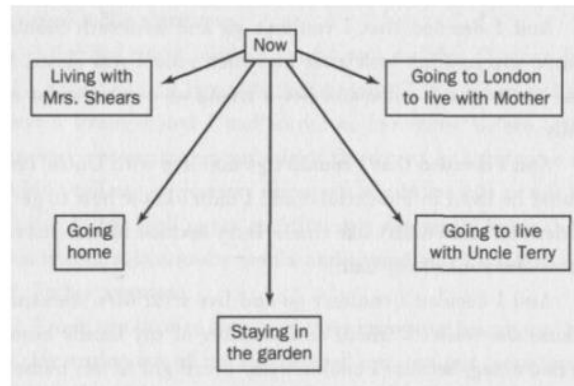 Now
Living with
Mrs. Shears
Going to London
to live with Mother
Going
home
Going to live
with Uncle Terry
Staying in
the garden